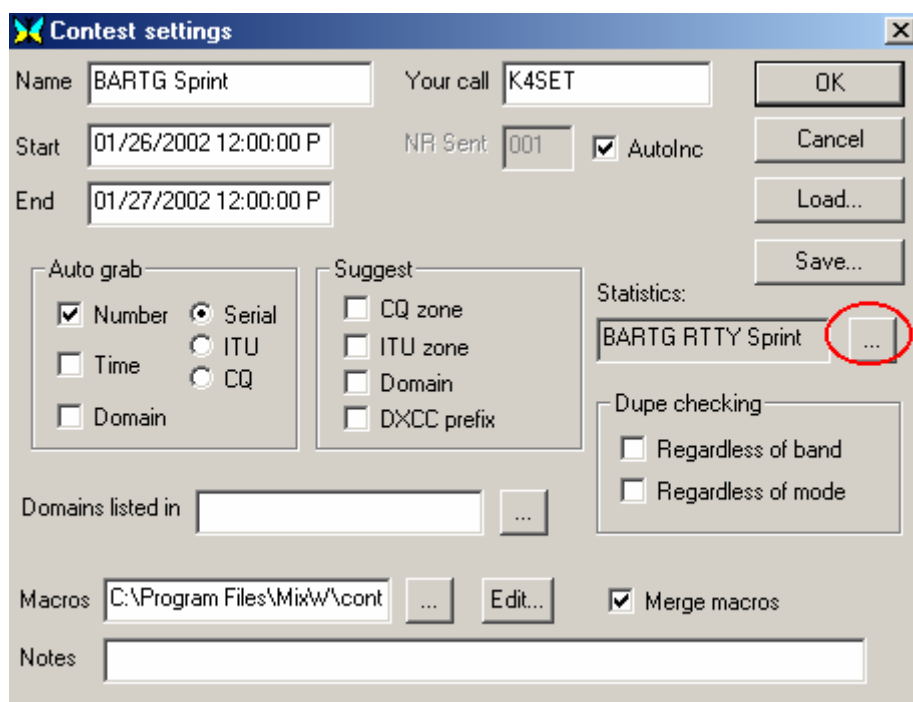 Contest settings
Name BARTG Sprint Your call K4SET OK
Start 01/26/2002 12:00:00 P NR Sent 001 AutoInc Cancel
End 01/27/2002 12:00:00 P Load...
Save...
Auto grab Suggest
Statistics:
Number Serial CQ zone
BARTG RTTY Sprint ...
ITU ITU zone
Time
CQ Domain
Dupe checking
Domain DXCC prefix
Regardless of band
Regardless of mode
Domains listed in ...
Macros C:\Program Files\MixW\cont ... Edit... Merge macros
Notes